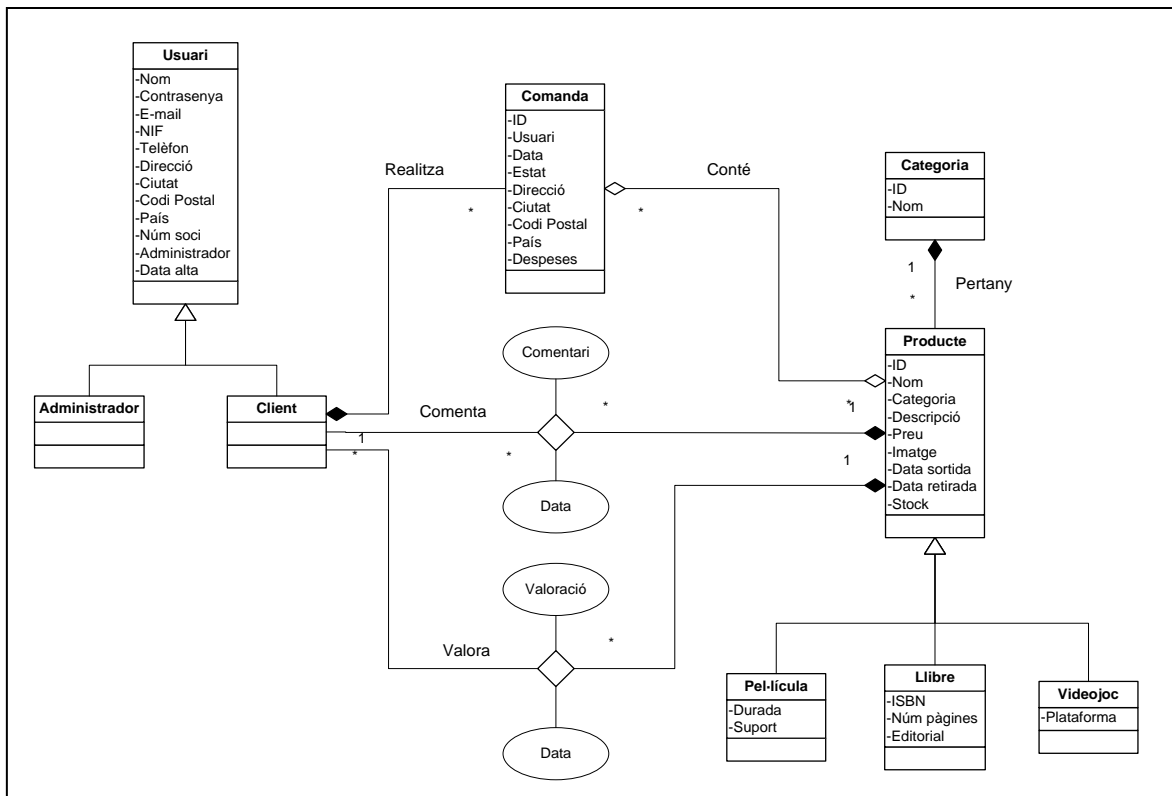 Usuari
-Nom
-Contrasenya
-E-mail
-NIF
-Telèfon
-Direcció
-Ciutat
-Codi Postal
-País
-Núm soci
-Administrador
-Data alta
Administrador
Client
Realitza
*
Comanda
-ID
-Usuari
-Data
-Estat
-Direcció
-Ciutat
-Codi Postal
-País
-Despeses
Conté
*
*
Categoria
-ID
-Nom
1
*
Pertany
Producte
-ID
-Nom
-Categoria
-Descripció
-Preu
-Imatge
-Data sortida
-Data retirada
-Stock
Comentari
Comenta
1
*
*
1
Data
Valoració
Valora
*
*
1
Data
Pel·lícula
-Durada
-Suport
Llibre
-ISBN
-Núm pàgines
-Editorial
Videojoc
-Plataforma